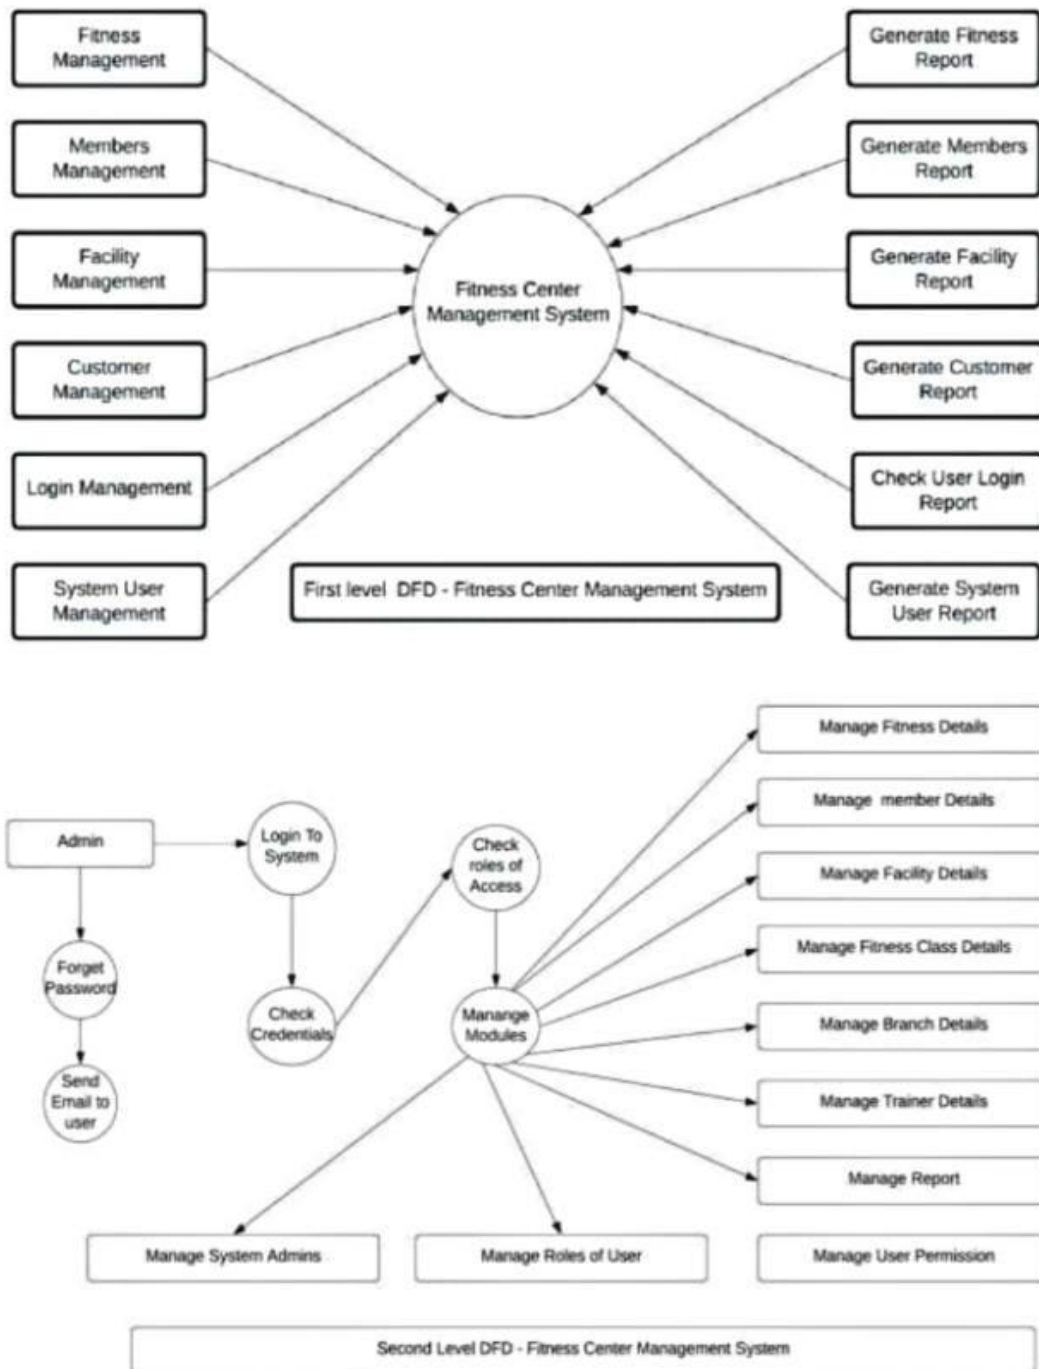 Fitness
Management
Members
Management
Facility
Management
Customer
Management
Login Management
System User
Management
Fitness Center
Management System
Generate Fitness
Report
Generate Members
Report
Generate Facility
Report
Generate Customer
Report
Check User Login
Report
Generate System
User Report
First level DFD - Fitness Center Management System
Admin
Forget
Password
Send
Email to
user
Login To
System
Check
Credentials
Check
roles of
Access
Manange
Modules
Manage Fitness Details
Manage member Details
Manage Facility Details
Manage Fitness Class Details
Manage Branch Details
Manage Trainer Details
Manage Report
Manage System Admins
Manage Roles of User
Manage User Permission
Second Level DFD - Fitness Center Management System